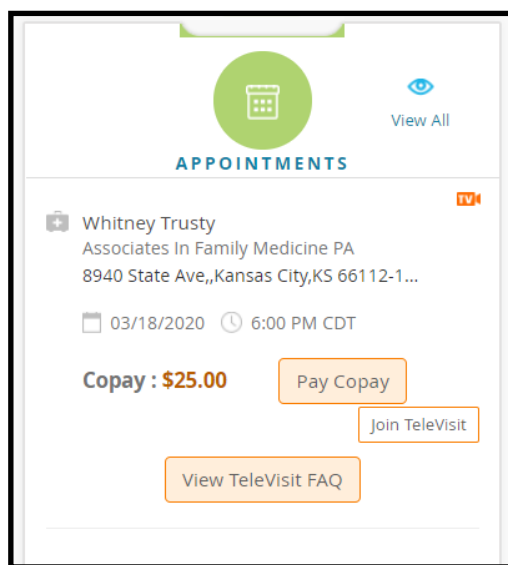 View All
APPOINTMENTS
TV
Whitney Trusty
Associates In Family Medicine PA
8940 State Ave,,Kansas City,KS 66112-1...
03/18/2020 6:00 PM CDT
Copay : $25.00 Pay Copay
Join TeleVisit
View TeleVisit FAQ